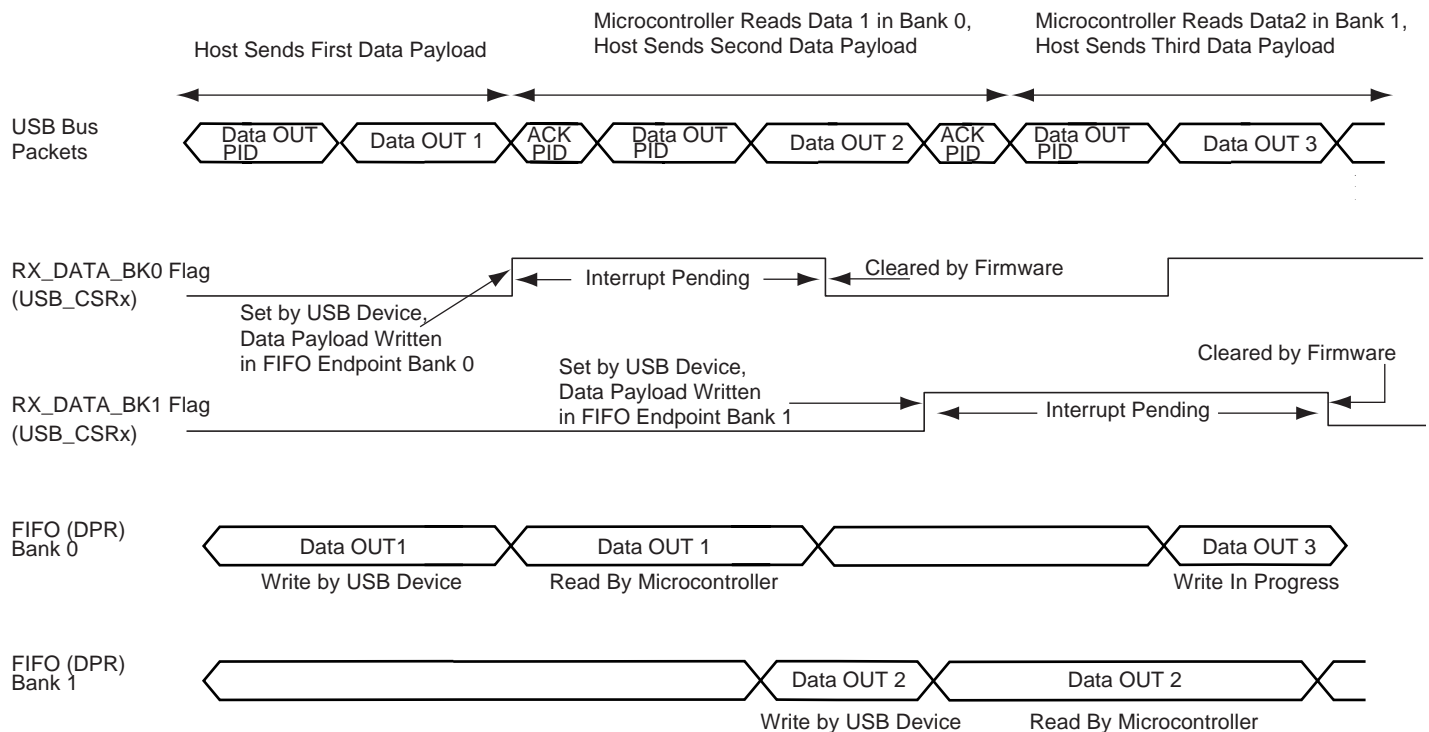 Microcontroller Reads Data 1 in Bank 0,
Host Sends Second Data Payload
Microcontroller Reads Data2 in Bank 1,
Host Sends Third Data Payload
Host Sends First Data Payload
USB Bus
Packets
Data OUT
PID
Data OUT 1
ACK
PID
Data OUT
PID
Data OUT 2
ACK
PID
Data OUT
PID
Data OUT 3
RX_DATA_BK0 Flag
(USB_CSRx)
Interrupt Pending
Cleared by Firmware
Set by USB Device,
Data Payload Written
in FIFO Endpoint Bank 0
Set by USB Device,
Data Payload Written
in FIFO Endpoint Bank 1
Cleared by Firmware
RX_DATA_BK1 Flag
(USB_CSRx)
Interrupt Pending
FIFO (DPR)
Bank 0
Data OUT1
Data OUT 1
Data OUT 3
Write by USB Device
Read By Microcontroller
Write In Progress
FIFO (DPR)
Bank 1
Data OUT 2
Data OUT 2
Write by USB Device
Read By Microcontroller